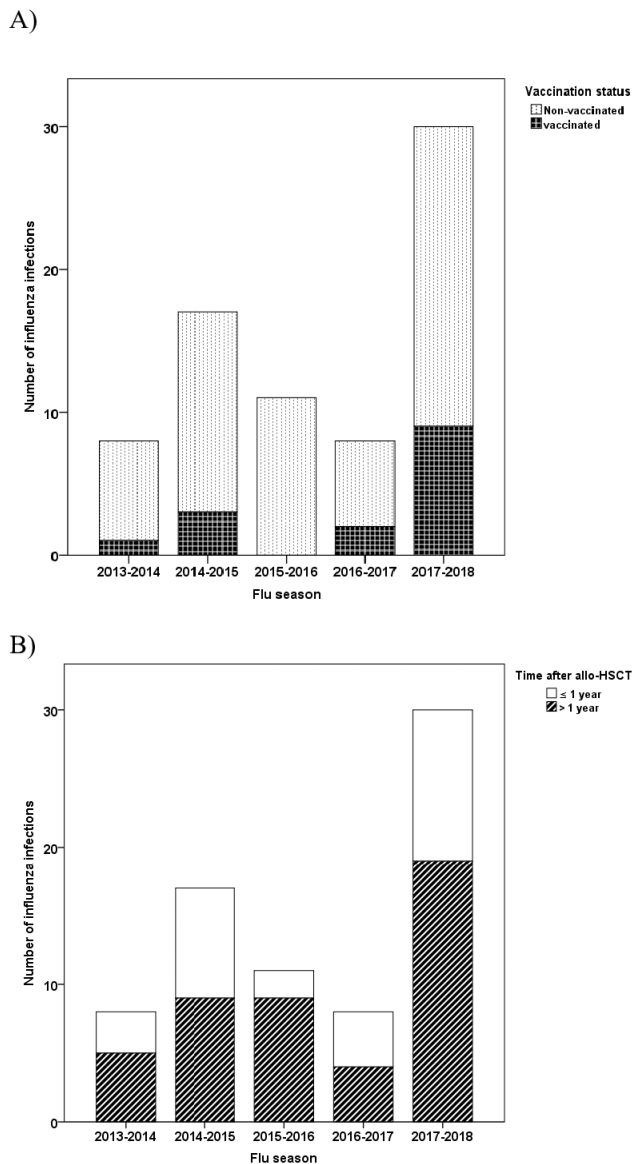 A)
Vaccination status
Non-vaccinated
vaccinated
30
20
10
0
Number of influenza infections
2013-2014 2014-2015 2015-2016 2016-2017 2017-2018
Flu season
B)
Time after allo-HSCT
≤ 1 year
> 1 year
30
20
10
0
Number of influenza infections
2013-2014 2014-2015 2015-2016 2016-2017 2017-2018
Flu season